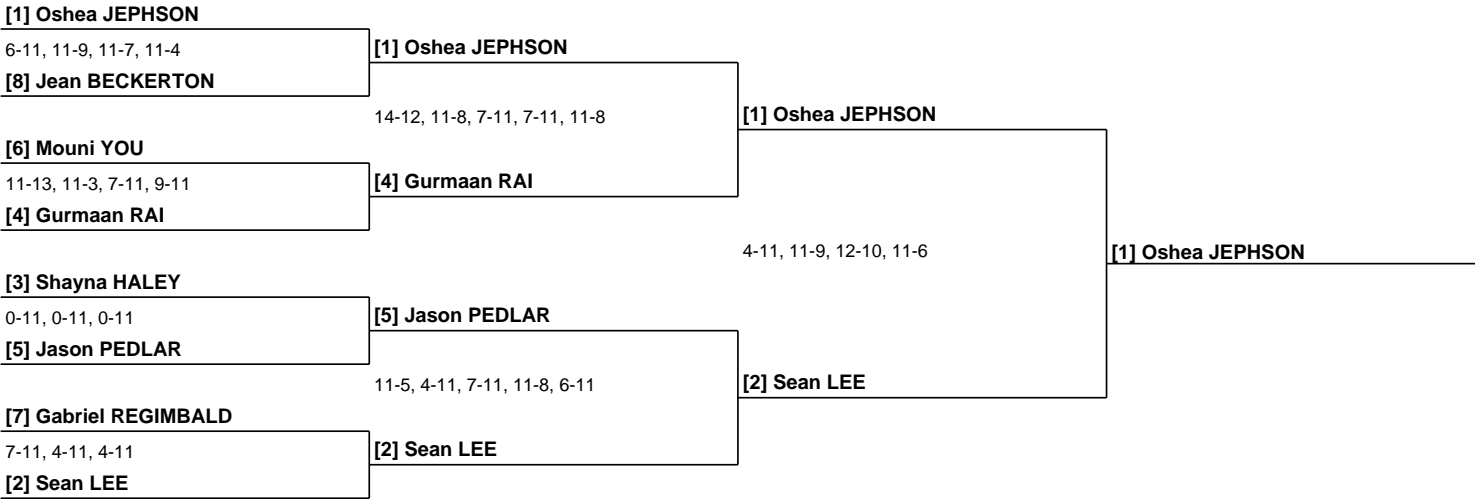 [1] Oshea JEPHSON
6-11, 11-9, 11-7, 11-4
[8] Jean BECKERTON
[6] Mouni YOU
11-13, 11-3, 7-11, 9-11
[4] Gurmaan RAI
[3] Shayna HALEY
0-11, 0-11, 0-11
[5] Jason PEDLAR
[7] Gabriel REGIMBALD
7-11, 4-11, 4-11
[2] Sean LEE
[1] Oshea JEPHSON
14-12, 11-8, 7-11, 7-11, 11-8
[4] Gurmaan RAI
[5] Jason PEDLAR
11-5, 4-11, 7-11, 11-8, 6-11
[2] Sean LEE
[1] Oshea JEPHSON
4-11, 11-9, 12-10, 11-6
[2] Sean LEE
[1] Oshea JEPHSON